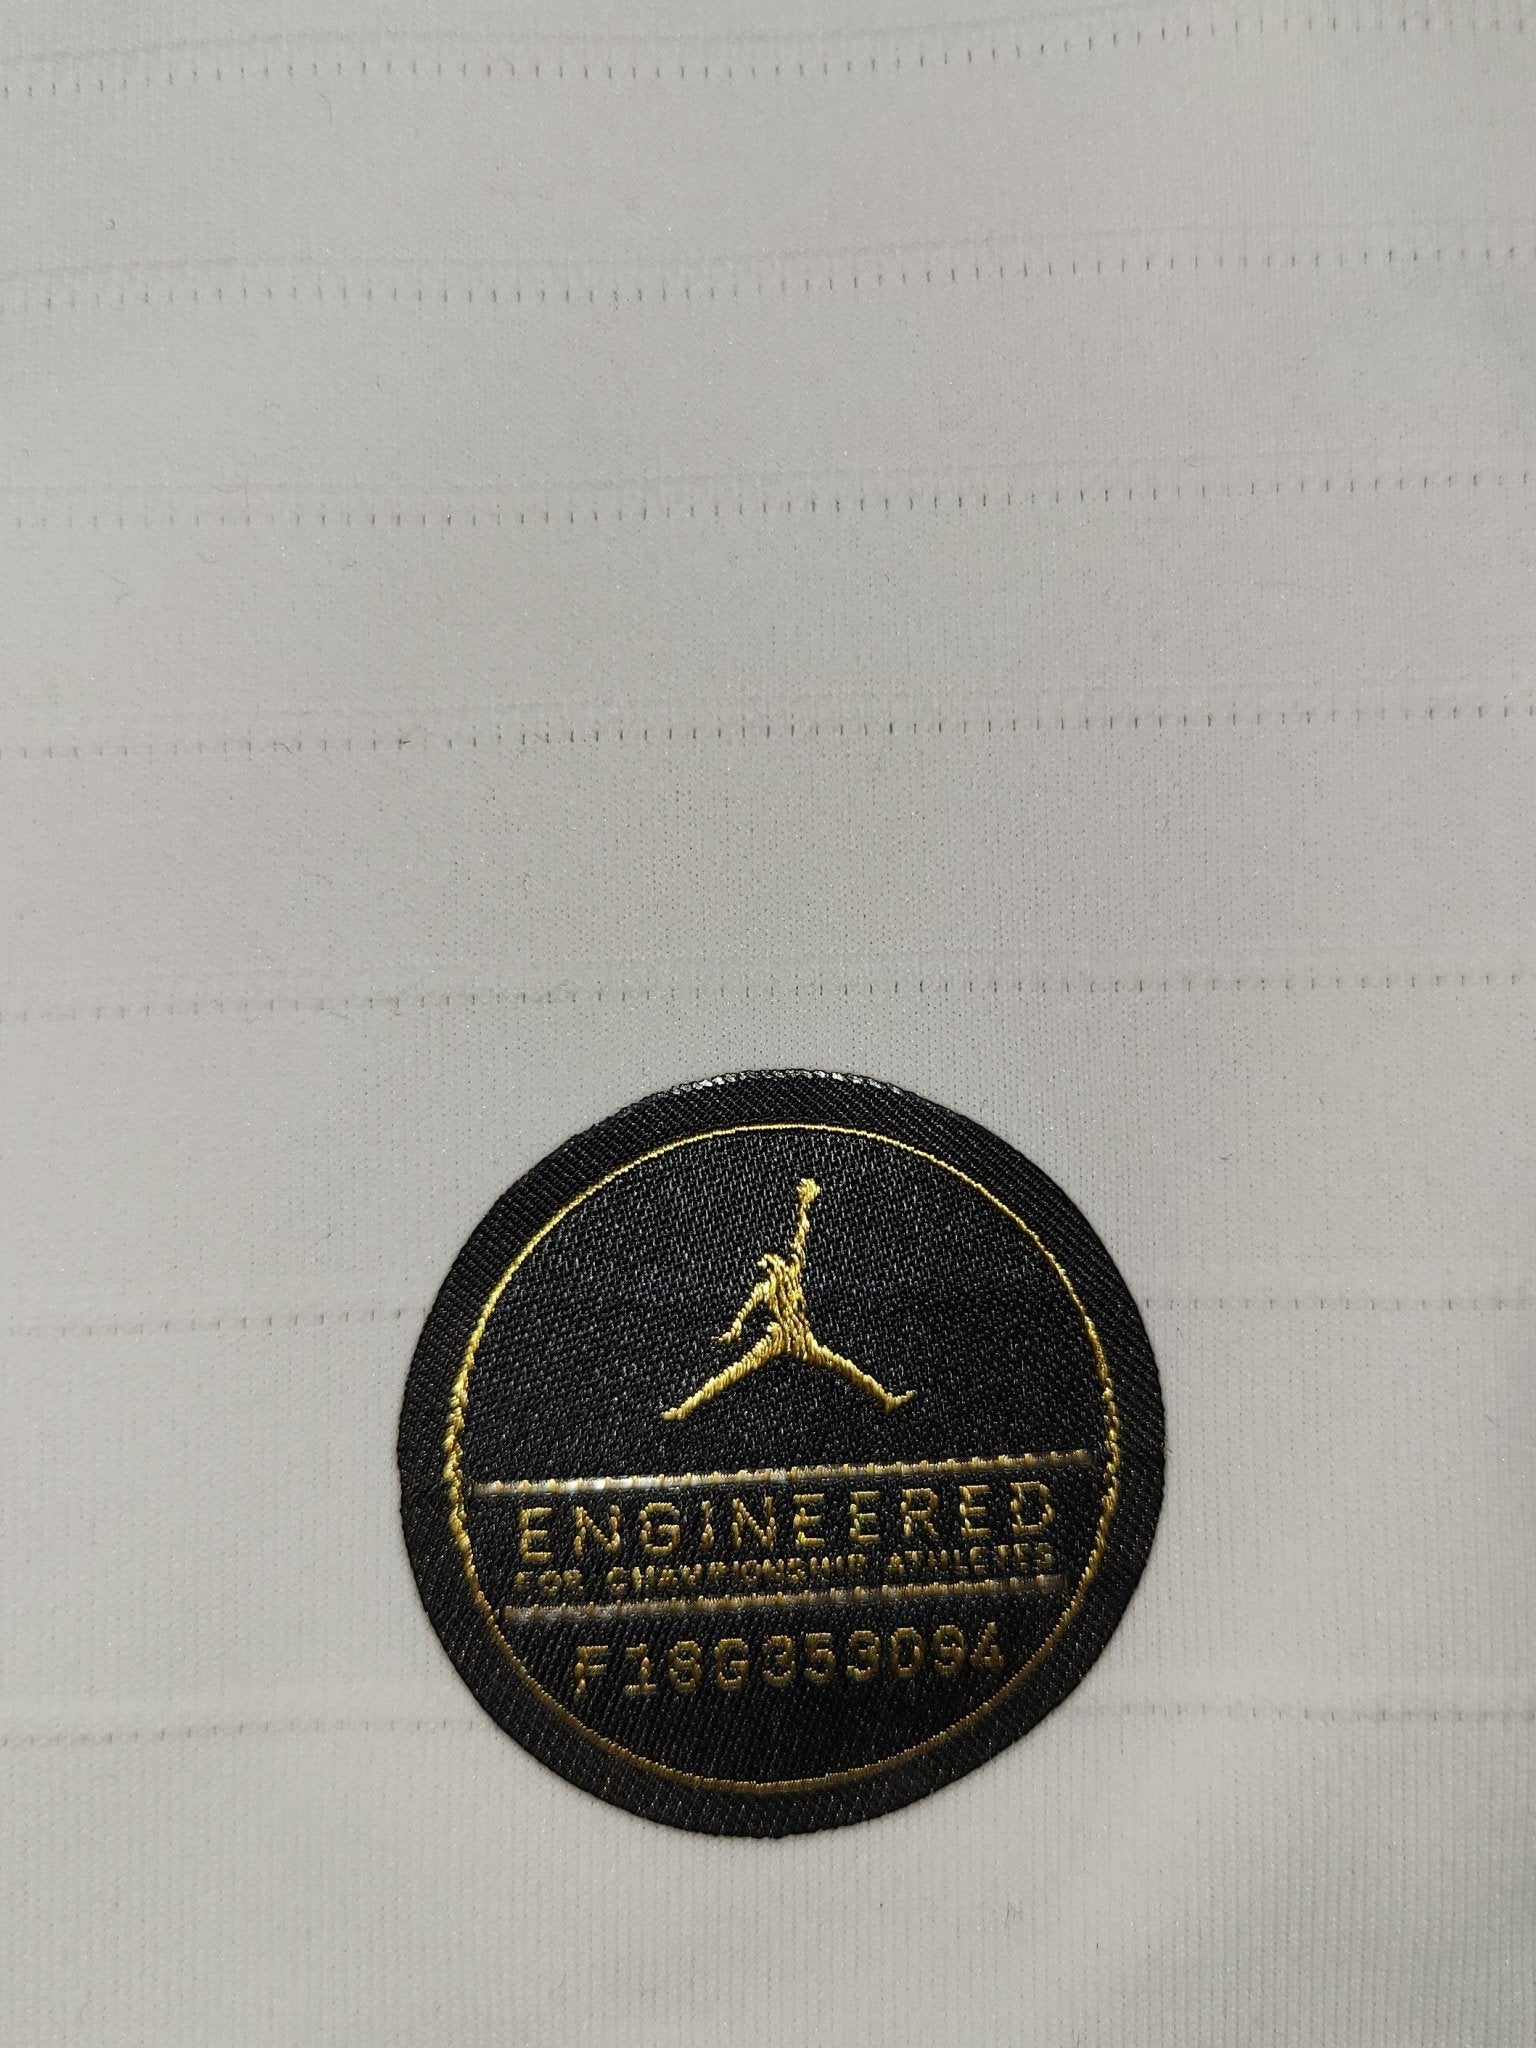 ENGINEERED
FOR CHAMPIONSHIP ATHLETES
F18G353094